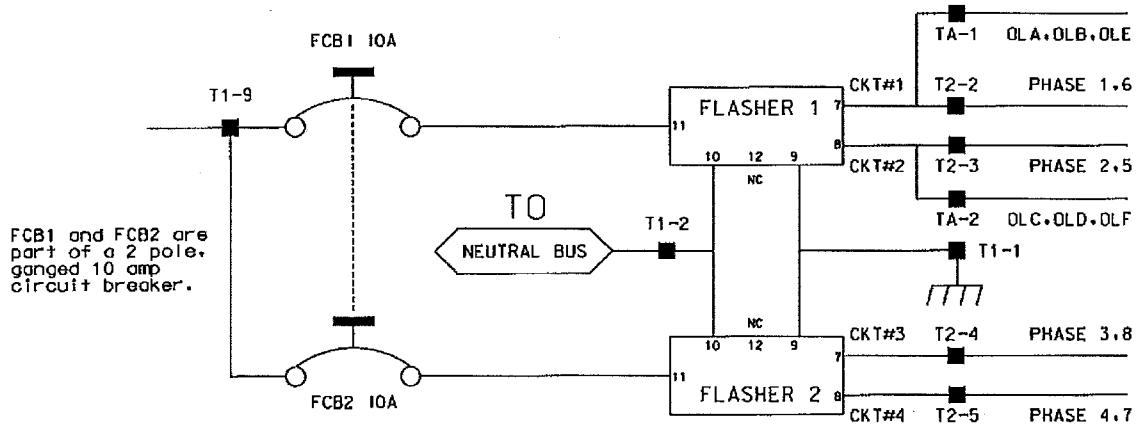 FCB1 10A
T1-9
FCB1 and FCB2 are
part of a 2 pole,
ganged 10 amp
circuit breaker.
FCB2 10A
TO
NEUTRAL BUS
T1-2
11
FLASHER 1
7
8
10 12 9
NC
CKT#1
CKT#2
TA-1 OLA,OLB,OLE
T2-2 PHASE 1,6
T2-3 PHASE 2,5
TA-2 OLC,OLD,OLF
T1-1
NC
10 12 9
11
FLASHER 2
7
8
CKT#3 T2-4 PHASE 3,8
CKT#4 T2-5 PHASE 4,7